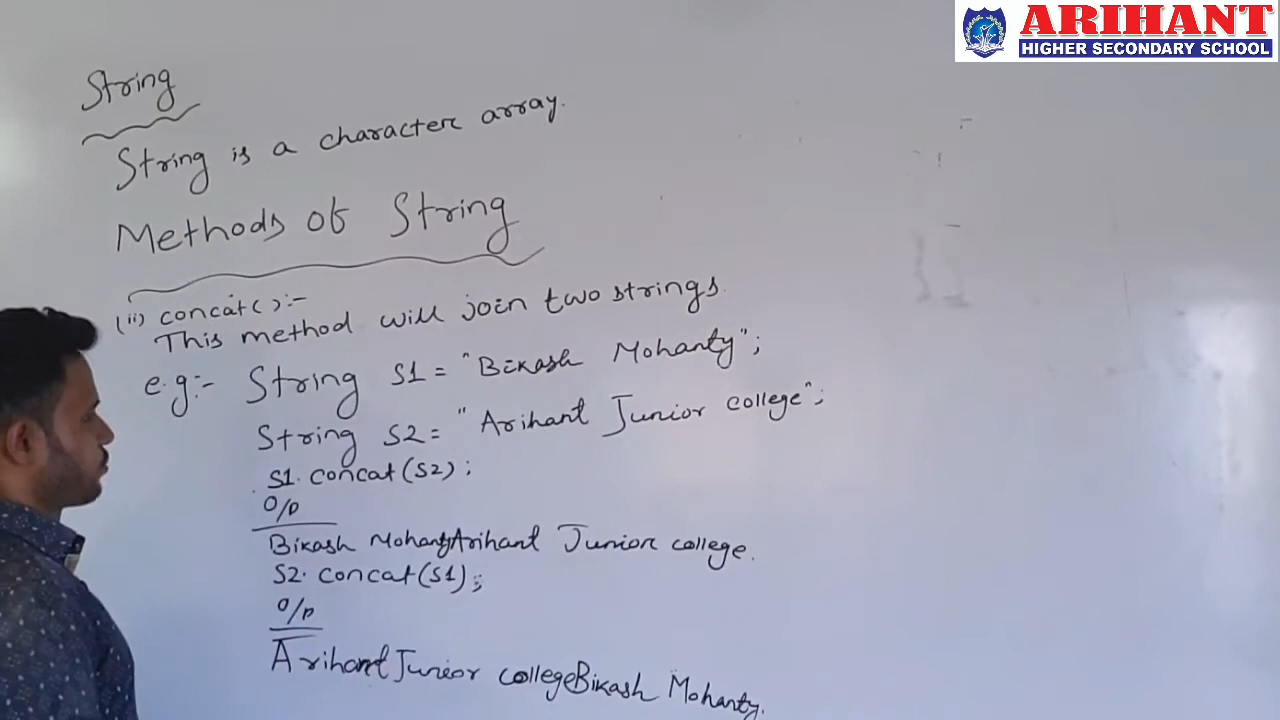 ARIHANT
HIGHER SECONDARY SCHOOL
String
String is a character array.
Methods of String
(ii) concat() :-
This method will join two strings.
e.g:- String s1 = "Bikash Mohanty";
String s2 = "Arihant Junior college";
s1.concat(s2);
O/P
Bikash MohantyArihant Junior college.
s2.concat(s1);
O/P
Arihant Junior collegeBikash Mohanty.